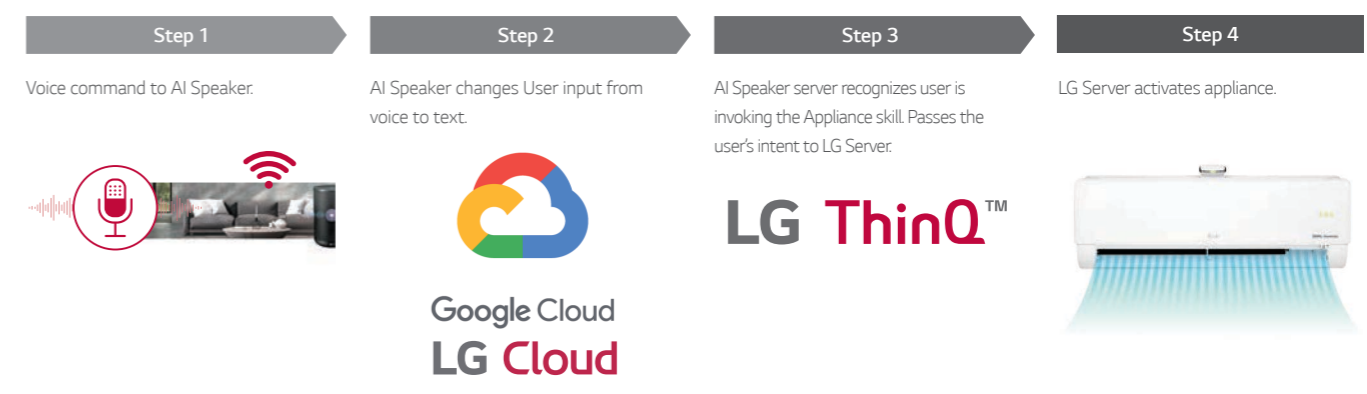 Step 1
Voice command to AI Speaker.
Step 2
AI Speaker changes User input from
voice to text.
Google Cloud
LG Cloud
Step 3
AI Speaker server recognizes user is
invoking the Appliance skill. Passes the
user's intent to LG Server.
LG ThinQ™
Step 4
LG Server activates appliance.